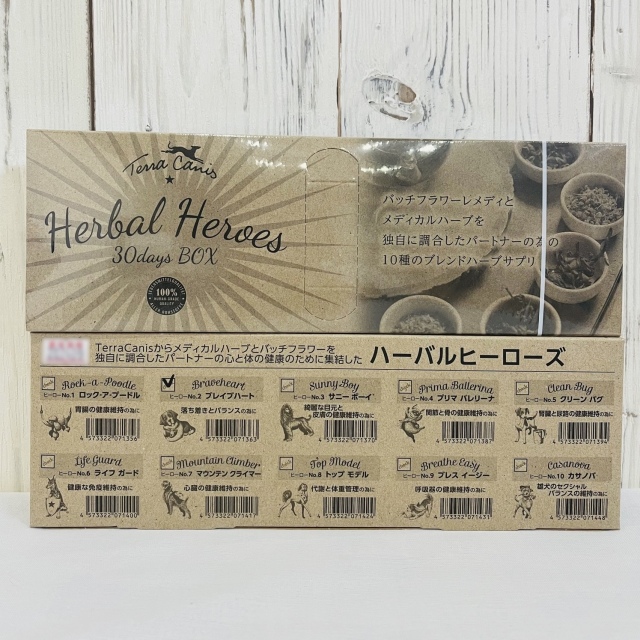 Terra Canis
Herbal Heroes
30days BOX
100%
HUMAN GRADE
QUALITY
バッチフラワーレメディと
メディカルハーブを
独自に調合したパートナーの為の
10種のブレンドハーブサプリ
TerraCanisからメディカルハーブとバッチフラワーを
独自に調合したパートナーの心と体の健康のために集結した
ハーバルヒーローズ
Rock-a-Poodle
ヒーローNo.1 ロック・ア・プードル
胃腸の健康維持の為に
4573322071356
Braveheart
ヒーローNo.2 ブレイブハート
落ち着きとバランスの為に
4573322071363
Sunny Boy
ヒーローNo.3 サニー ボーイ
綺麗な目元と
皮膚の健康維持の為に
4573322071370
Prima Ballerina
ヒーローNo.4 プリマ バレリーナ
関節と骨の健康維持の為に
4573322071387
Clean Bug
ヒーローNo.5 クリーン バグ
腎臓と尿路の健康維持の為に
4573322071394
Life Guard
ヒーローNo.6 ライフ ガード
健康な免疫維持の為に
4573322071400
Mountain Climber
ヒーローNo.7 マウンテン クライマー
心臓の健康維持の為に
4573322071417
Top Model
ヒーローNo.8 トップ モデル
代謝と体重管理の為に
4573322071424
Breathe Easy
ヒーローNo.9 ブレス イージー
呼吸器の健康維持の為に
4573322071431
Casanova
ヒーローNo.10 カサノバ
雄犬のセクシャル
バランスの維持の為に
4573322071448